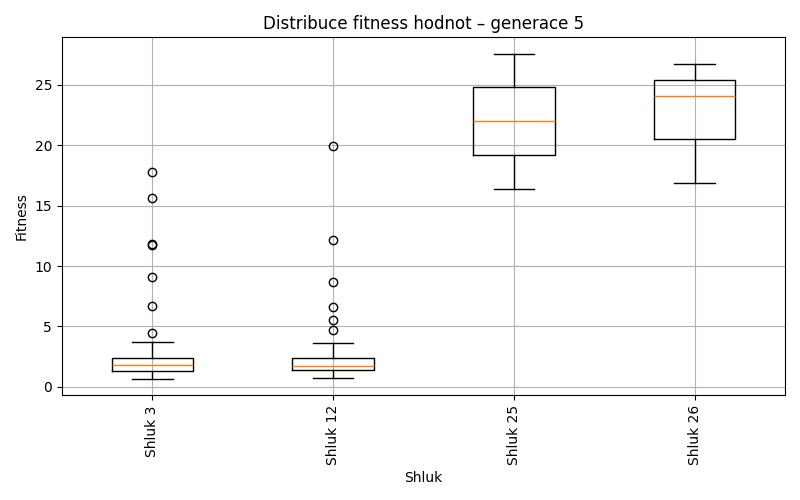 Distribuce fitness hodnot – generace 5
Fitness
25
20
15
10
5
0
Shluk 3
Shluk 12
Shluk 25
Shluk 26
Shluk